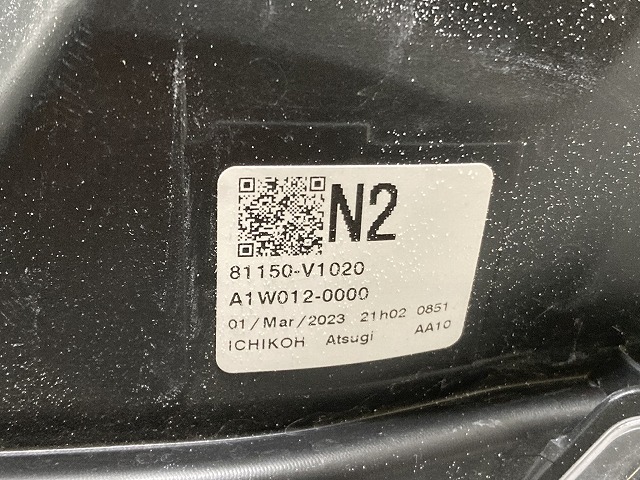 N2
81150-V1020
A1W012-0000
01/Mar/2023 21h02 0851
ICHIKOH Atsugi AA10